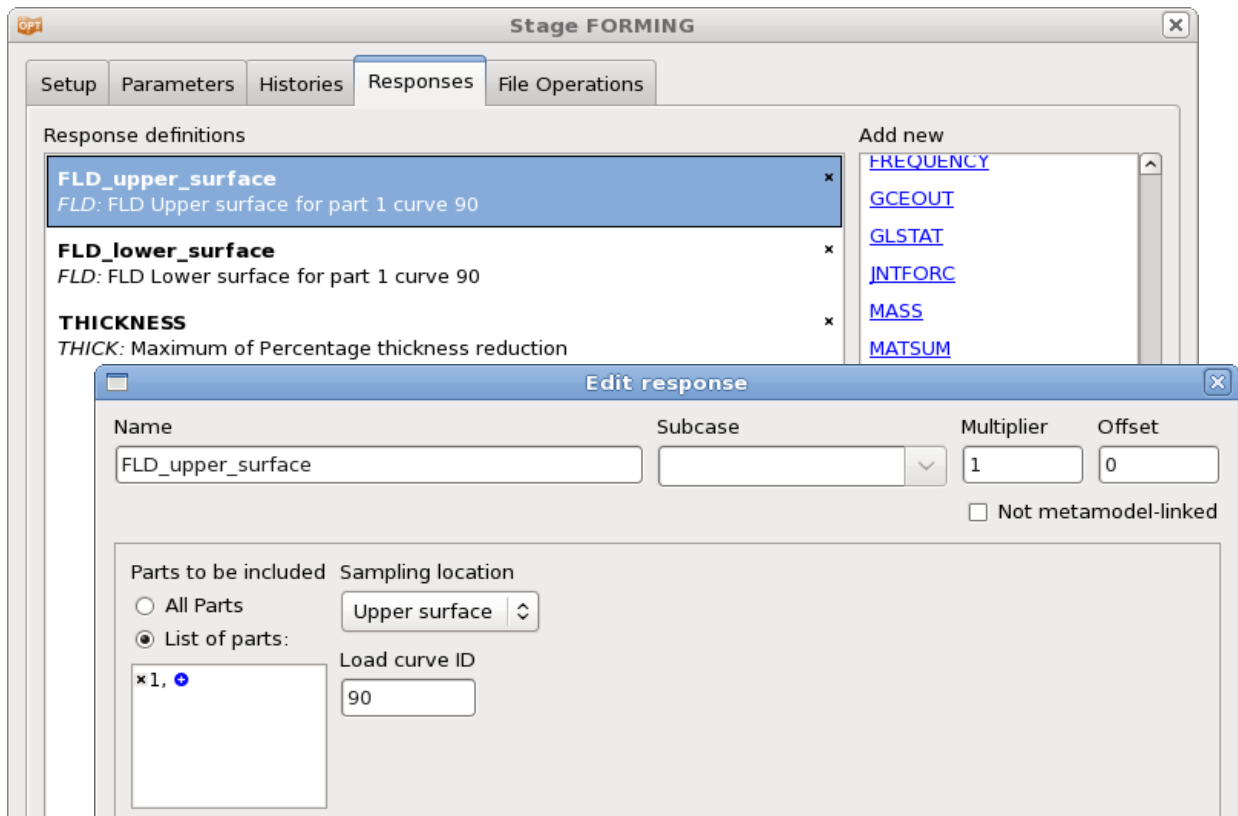 OPT
Stage FORMING
Setup Parameters Histories Responses File Operations
Response definitions
Add new
FLD_upper_surface
FLD: FLD Upper surface for part 1 curve 90
FLD_lower_surface
FLD: FLD Lower surface for part 1 curve 90
THICKNESS
THICK: Maximum of Percentage thickness reduction
FREQUENCY
GCEOUT
GLSTAT
JNTFORC
MASS
MATSUM
Edit response
Name Subcase Multiplier Offset
FLD_upper_surface 1 0
Not metamodel-linked
Parts to be included
All Parts
List of parts:
1,
Sampling location
Upper surface
Load curve ID
90